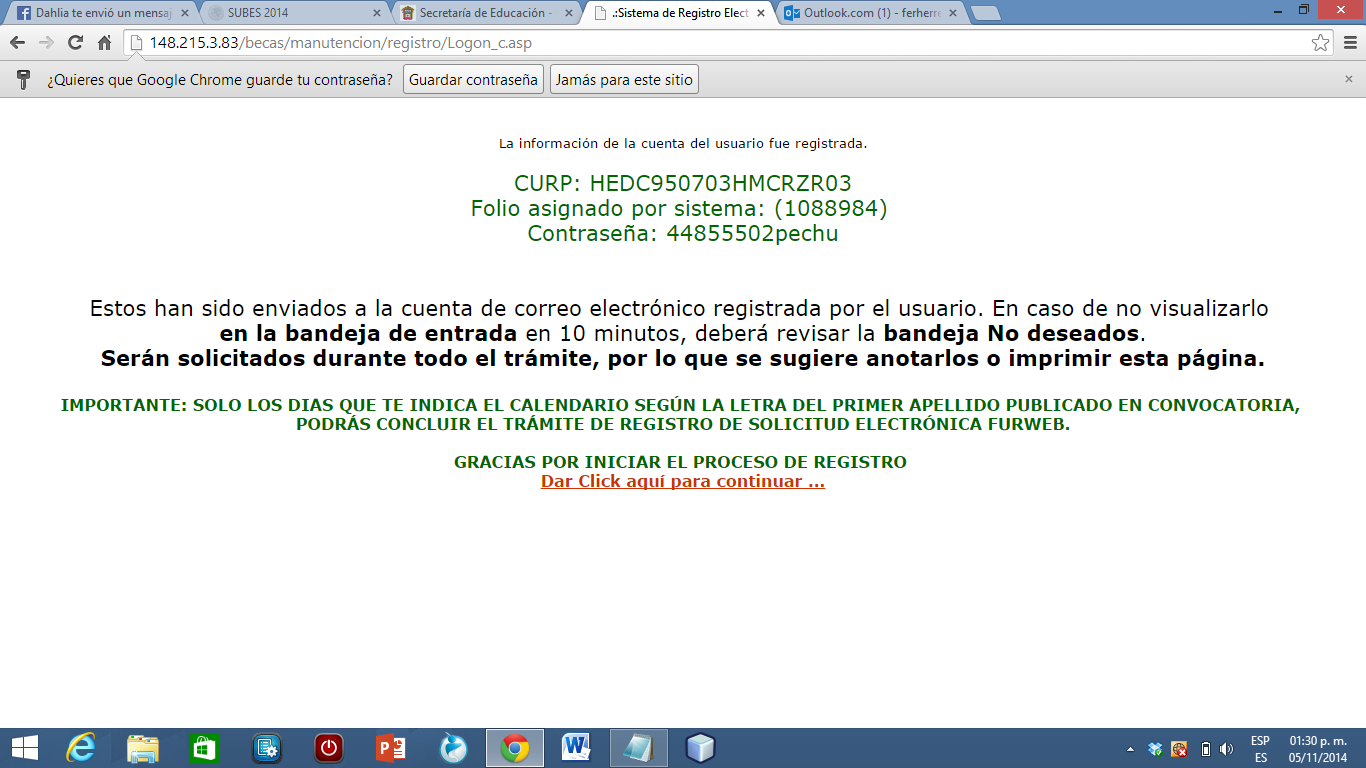 Dahlia te envió un mensaj
SUBES 2014
Secretaría de Educación -
.:Sistema de Registro Elect
Outlook.com (1) - ferherre
148.215.3.83/becas/manutencion/registro/Logon_c.asp
¿Quieres que Google Chrome guarde tu contraseña?
Guardar contraseña
Jamás para este sitio
La información de la cuenta del usuario fue registrada.
CURP: HEDC950703HMCRZR03
Folio asignado por sistema: (1088984)
Contraseña: 44855502pechu
Estos han sido enviados a la cuenta de correo electrónico registrada por el usuario. En caso de no visualizarlo
en la bandeja de entrada en 10 minutos, deberá revisar la bandeja No deseados.
Serán solicitados durante todo el trámite, por lo que se sugiere anotarlos o imprimir esta página.
IMPORTANTE: SOLO LOS DIAS QUE TE INDICA EL CALENDARIO SEGÚN LA LETRA DEL PRIMER APELLIDO PUBLICADO EN CONVOCATORIA,
PODRÁS CONCLUIR EL TRÁMITE DE REGISTRO DE SOLICITUD ELECTRÓNICA FURWEB.
GRACIAS POR INICIAR EL PROCESO DE REGISTRO
Dar Click aquí para continuar ...
ESP
ES
01:30 p. m.
05/11/2014